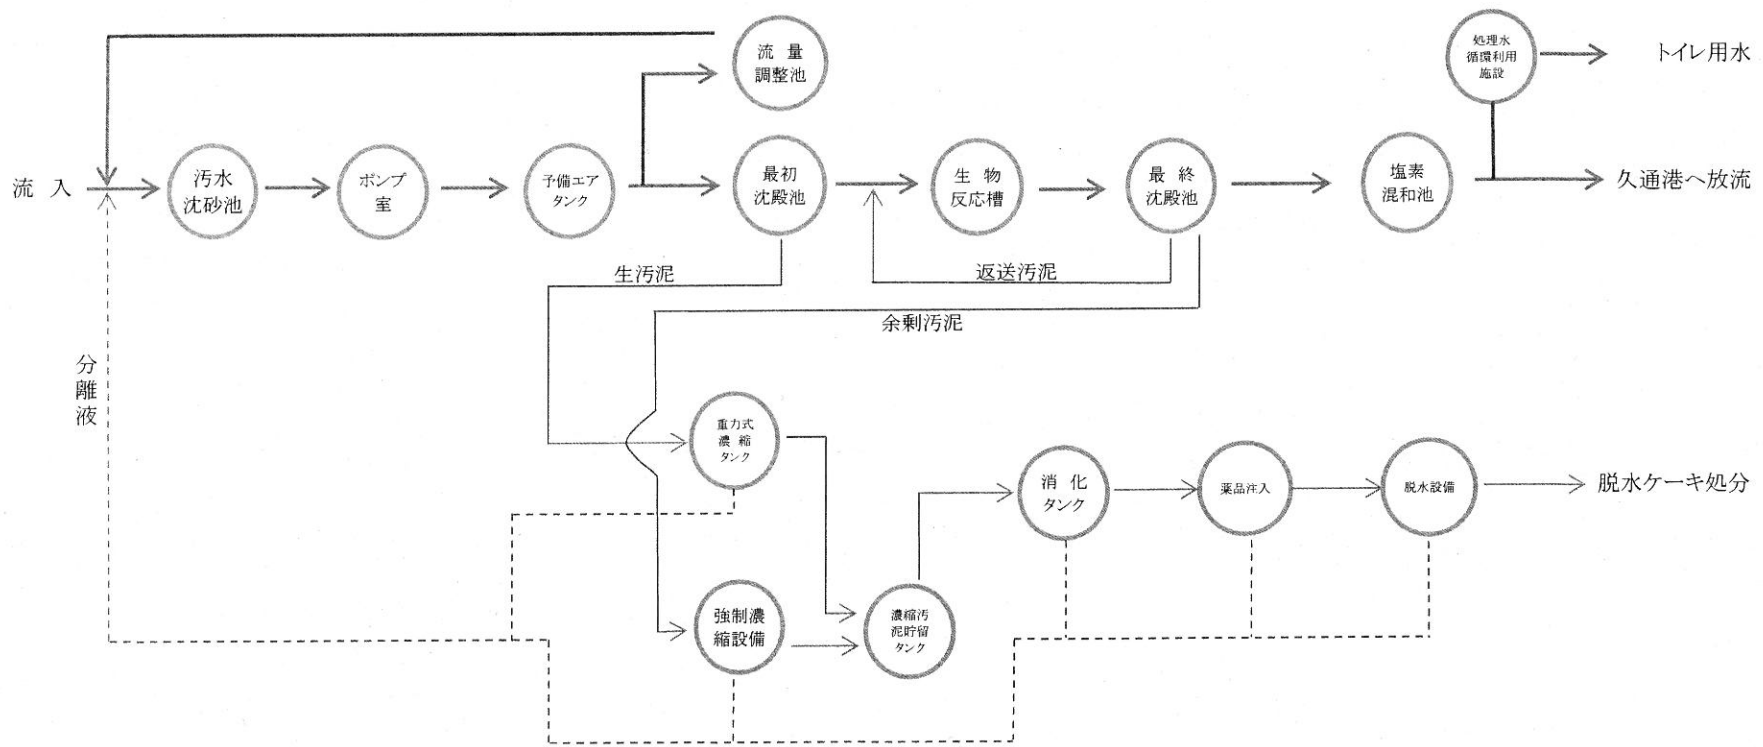 流量
調整池
処理水
循環利用
施設
トイレ用水
流入
汚水
沈砂池
ポンプ
室
予備エア
タンク
最初
沈殿池
生物
反応槽
最終
沈殿池
塩素
混和池
久通港へ放流
生汚泥
返送汚泥
余剰汚泥
分離液
重力式
濃縮
タンク
消化
タンク
薬品注入
脱水設備
脱水ケーキ処分
強制濃
縮設備
濃縮汚
泥貯留
タンク